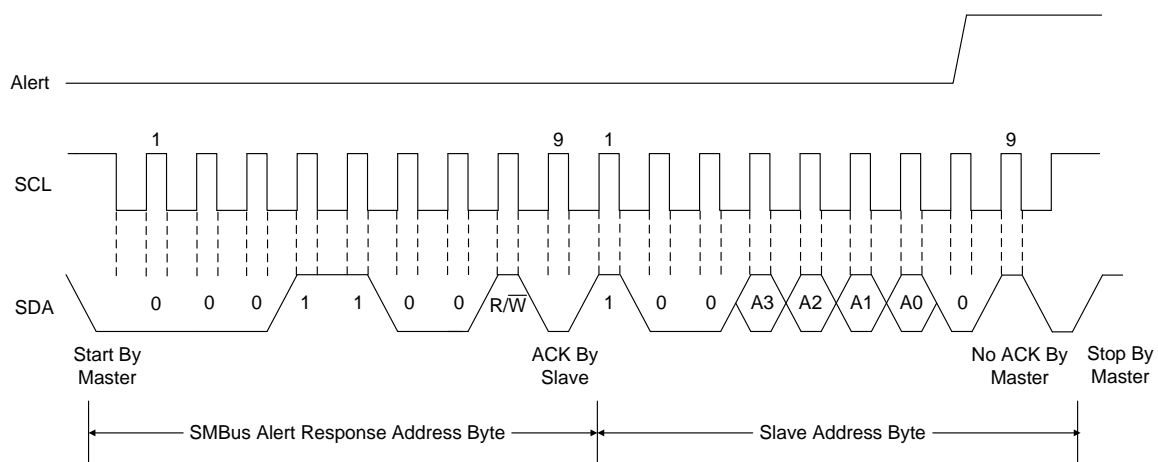 Alert
1 9 1 9
SCL
SDA 0 0 0 1 1 0 0 R/W̅ 1 0 0 A3 A2 A1 A0 0
Start By
Master
ACK By
Slave
No ACK By
Master
Stop By
Master
SMBus Alert Response Address Byte
Slave Address Byte